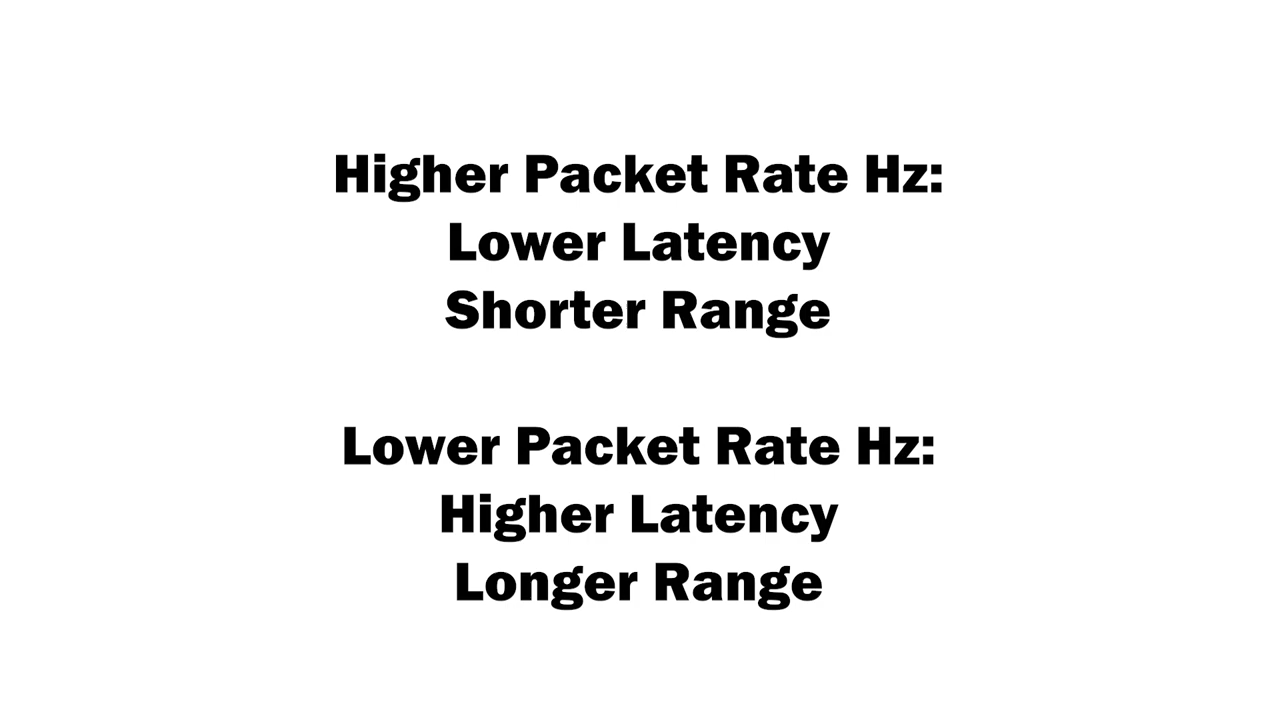 Higher Packet Rate Hz:
Lower Latency
Shorter Range
Lower Packet Rate Hz:
Higher Latency
Longer Range